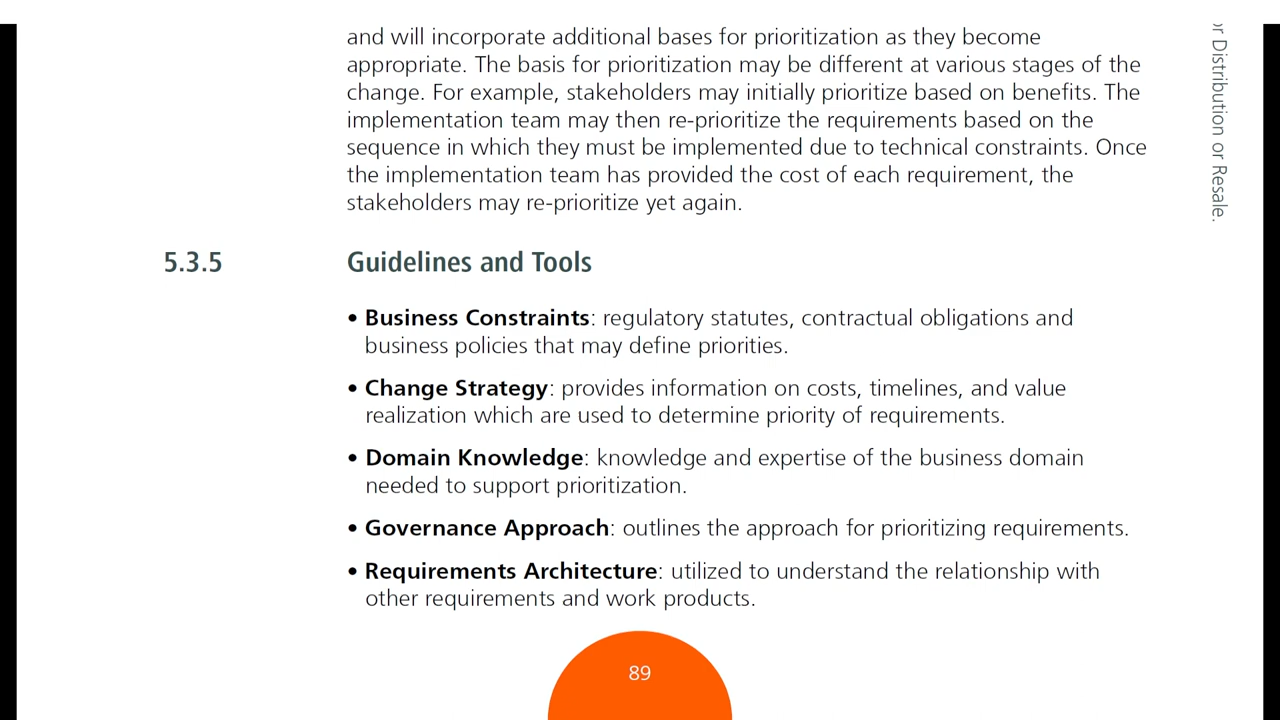 and will incorporate additional bases for prioritization as they become
appropriate. The basis for prioritization may be different at various stages of the
change. For example, stakeholders may initially prioritize based on benefits. The
implementation team may then re-prioritize the requirements based on the
sequence in which they must be implemented due to technical constraints. Once
the implementation team has provided the cost of each requirement, the
stakeholders may re-prioritize yet again.
5.3.5 Guidelines and Tools
• Business Constraints: regulatory statutes, contractual obligations and
business policies that may define priorities.
• Change Strategy: provides information on costs, timelines, and value
realization which are used to determine priority of requirements.
• Domain Knowledge: knowledge and expertise of the business domain
needed to support prioritization.
• Governance Approach: outlines the approach for prioritizing requirements.
• Requirements Architecture: utilized to understand the relationship with
other requirements and work products.
89
or Distribution or Resale.